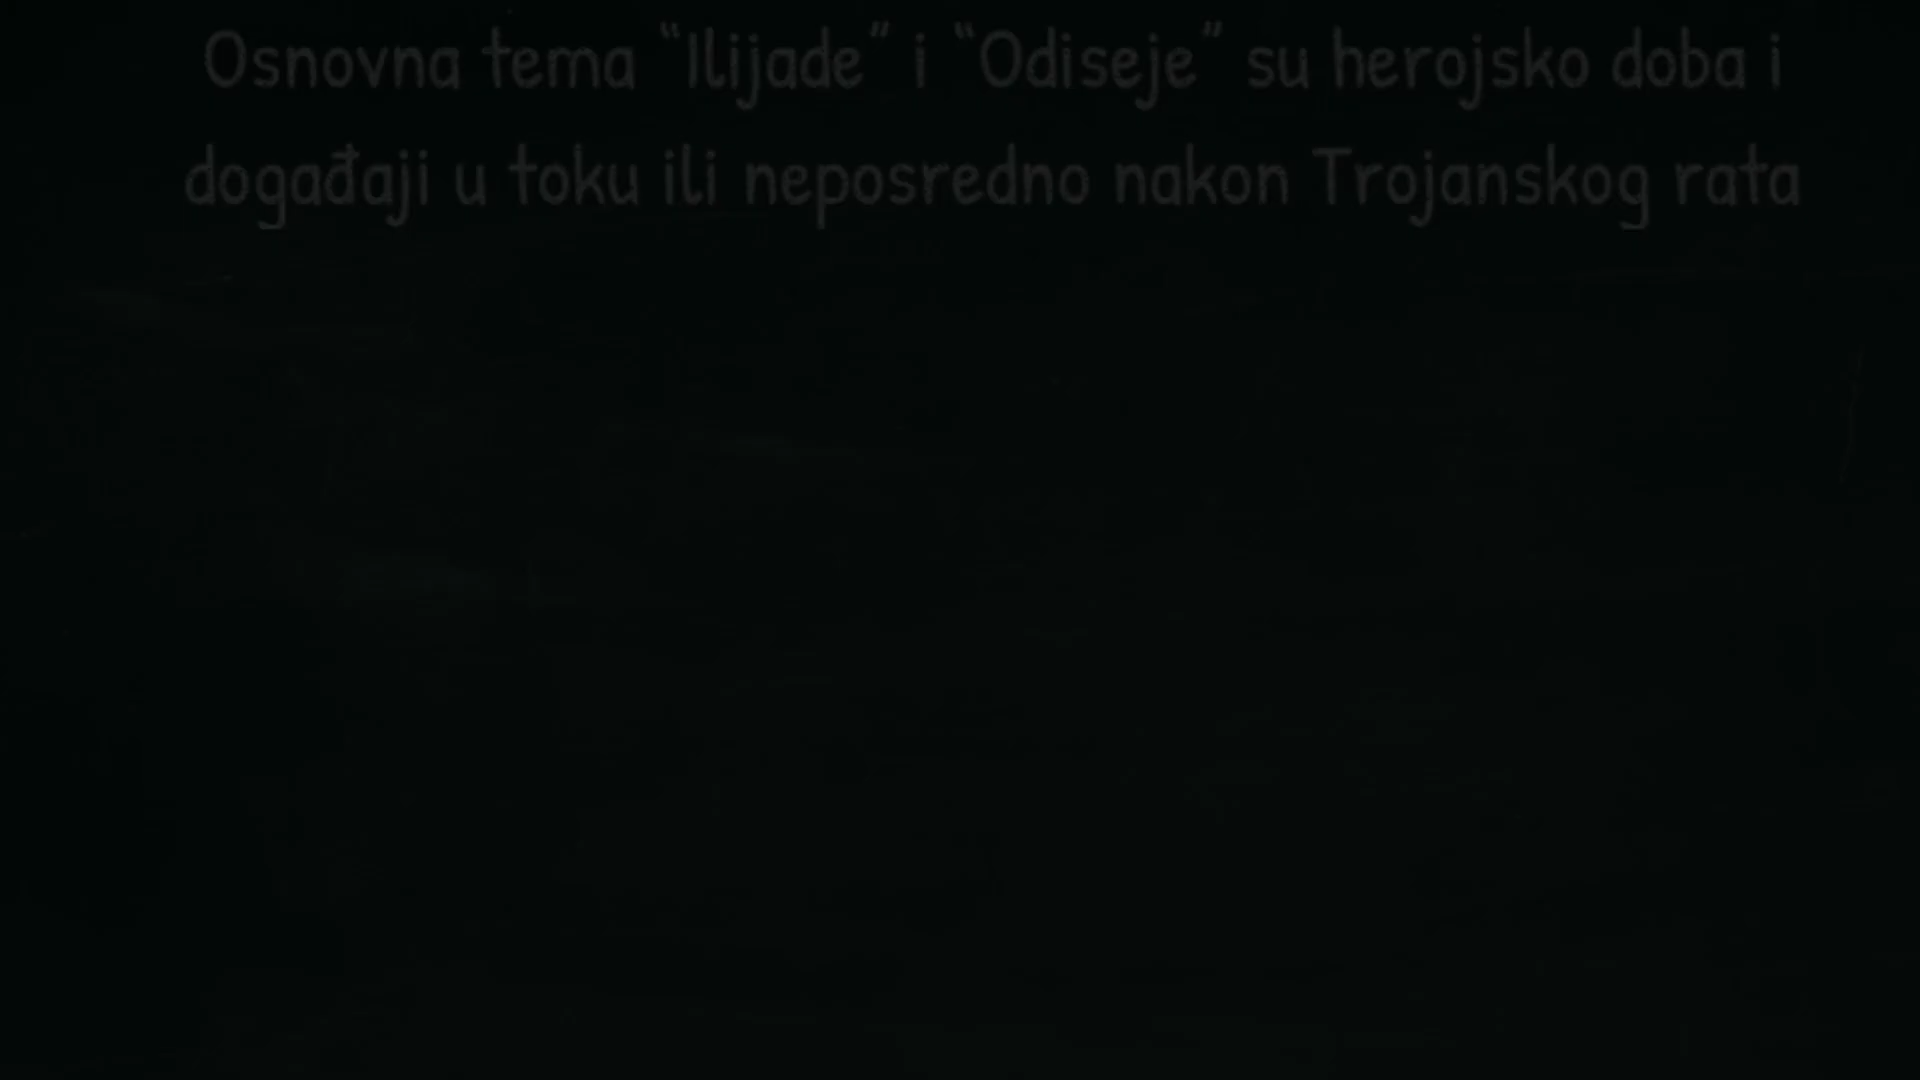 Osnovna tema “Ilijade” i “Odiseje” su herojsko doba i
događaji u toku ili neposredno nakon Trojanskog rata